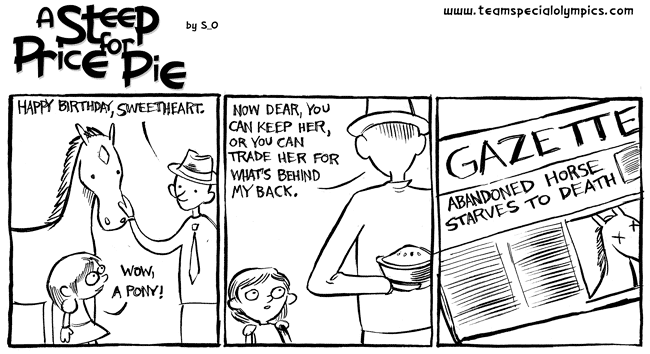 A STEEP
PRICE for PIE
by S_O
www.teamspecialolympics.com
HAPPY BIRTHDAY, SWEETHEART.
WOW,
A PONY!
NOW DEAR, YOU
CAN KEEP HER,
OR YOU CAN
TRADE HER FOR
WHAT'S BEHIND
MY BACK.
GAZETTE
ABANDONED HORSE
STARVES TO DEATH